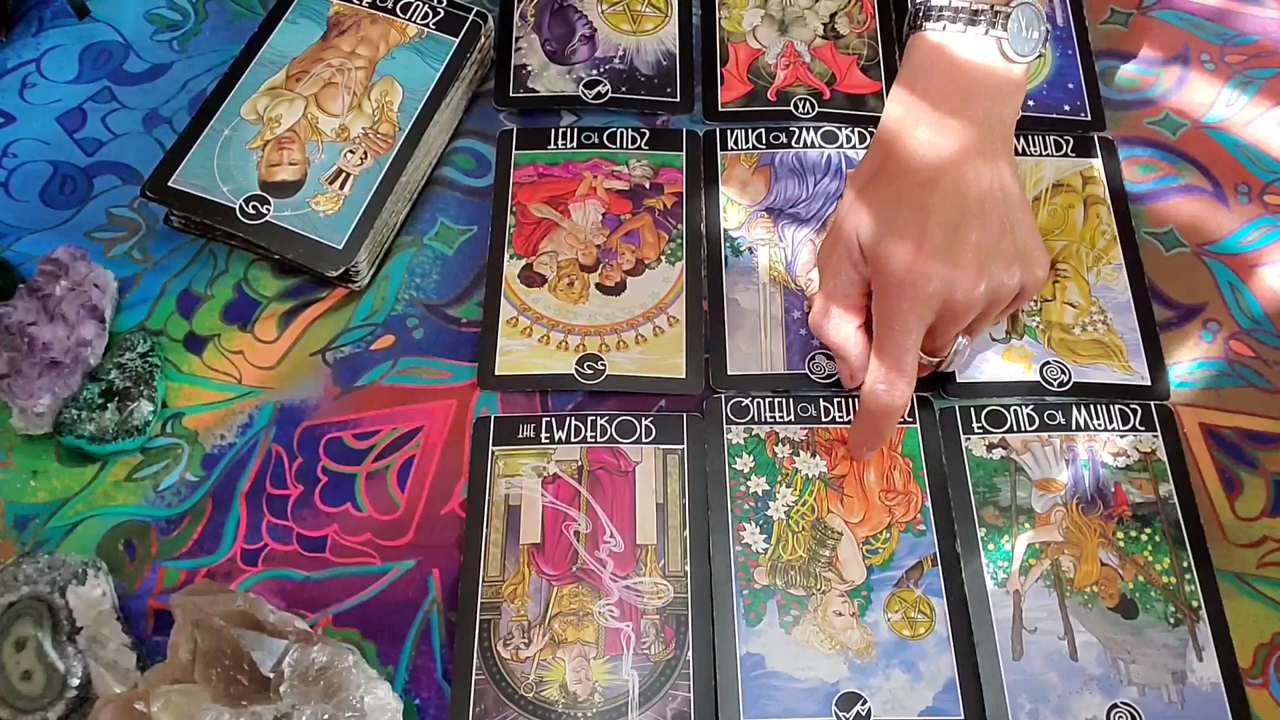 OF CUPS
XV
TEN OF CUPS
KING OF SWORDS
WANDS
THE EMPEROR
QUEEN OF
FOUR OF WANDS